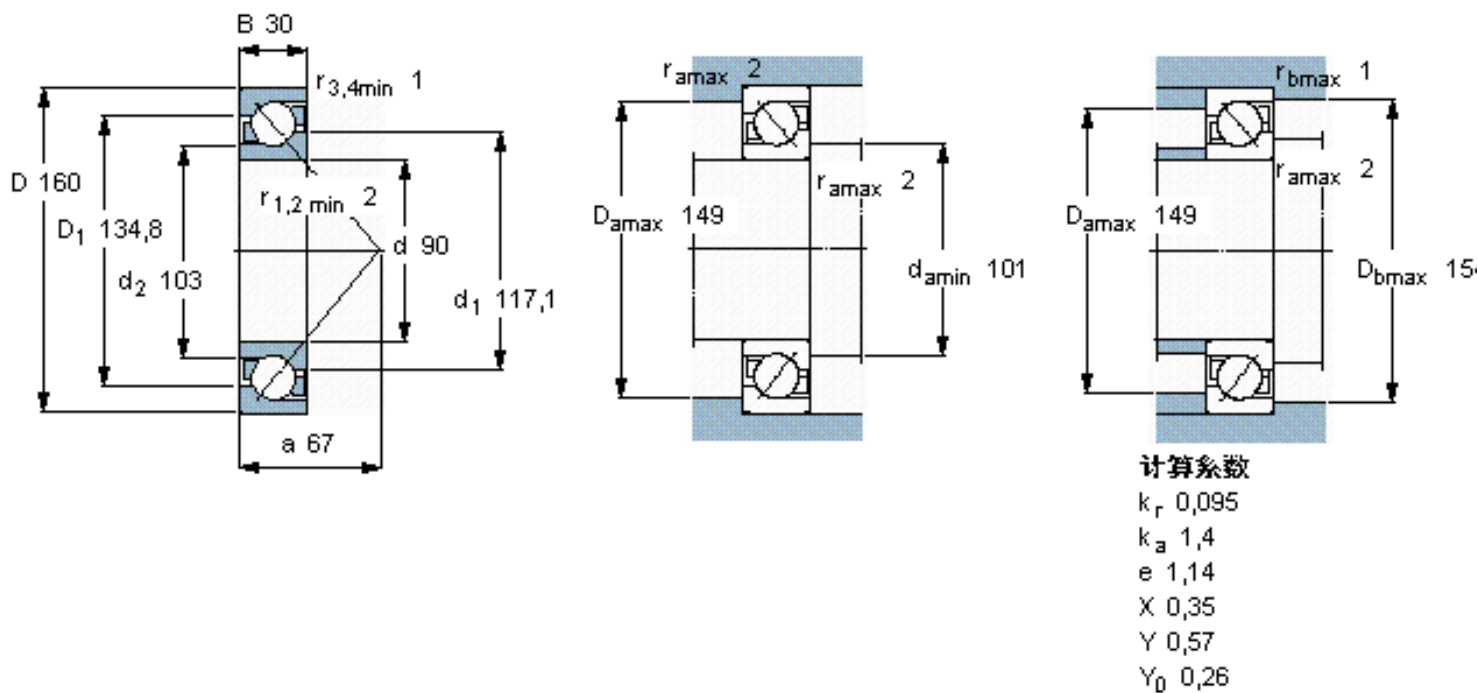 B 30
r3,4min 1
D 160
D1 134,8
d2 103
r1,2 min 2
d 90
d1 117,1
a 67
ramax 2
ramax 2
Damax 149
damin 101
rbmax 1
ramax 2
Damax 149
Dbmax 154
计算系数
kr 0,095
ka 1,4
e 1,14
X 0,35
Y 0,57
Y0 0,26